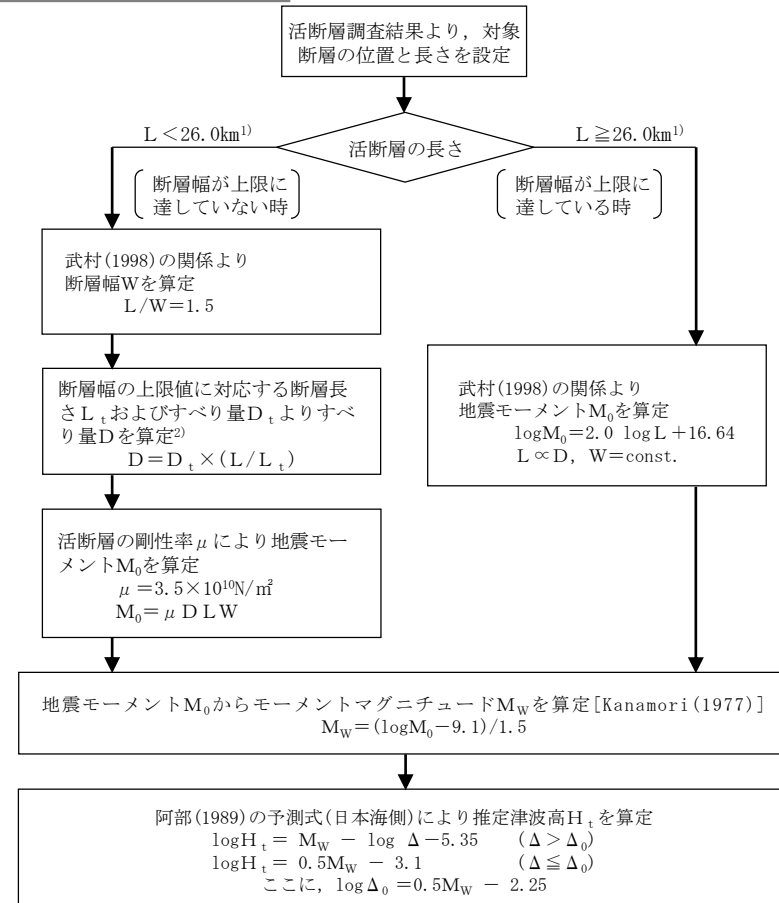 活断層調査結果より，対象
断層の位置と長さを設定
活断層の長さ
L＜26.0km1)
L≧26.0km1)
断層幅が上限に
達していない時
断層幅が上限に
達している時
武村(1998)の関係より
断層幅Wを算定
L/W＝1.5
断層幅の上限値に対応する断層長
さLtおよびすべり量Dtよりすべ
り量Dを算定2)
D＝Dt×(L/Lt)
活断層の剛性率μにより地震モー
メントM0を算定
μ＝3.5×10¹⁰N/㎡
M0＝μDLW
武村(1998)の関係より
地震モーメントM0を算定
logM0＝2.0 logL＋16.64
L∝D，W＝const.
地震モーメントM0からモーメントマグニチュードMWを算定[Kanamori(1977)]
MW＝(logM0−9.1)/1.5
阿部(1989)の予測式(日本海側)により推定津波高Htを算定
logHt＝ MW − log Δ−5.35 (Δ＞Δ0)
logHt＝ 0.5MW − 3.1 (Δ≦Δ0)
ここに，logΔ0＝0.5MW − 2.25